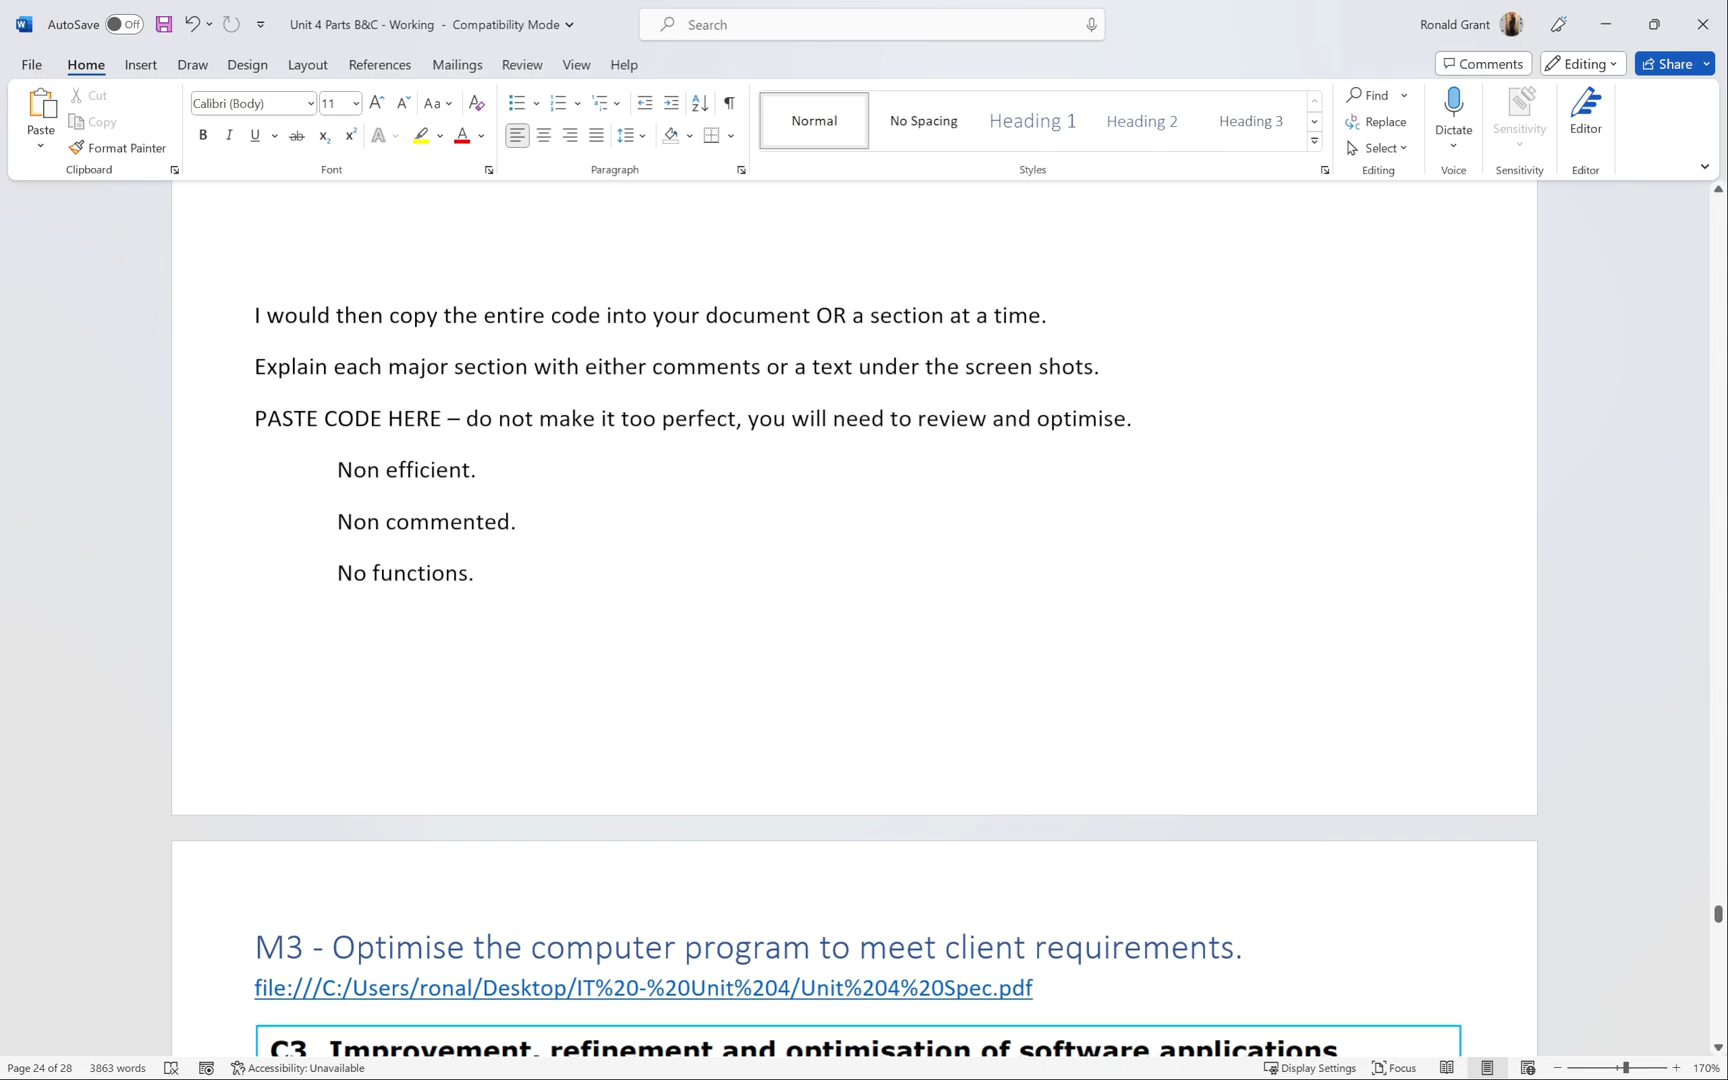 AutoSave Off Unit 4 Parts B&C - Working - Compatibility Mode Search Ronald Grant
File Home Insert Draw Design Layout References Mailings Review View Help Comments Editing Share
Paste Cut Copy Format Painter Clipboard
Calibri (Body) 11 Aa Font
Paragraph
Normal No Spacing Heading 1 Heading 2 Heading 3 Styles
Find Replace Select Editing
Dictate Voice
Sensitivity Sensitivity
Editor Editor
I would then copy the entire code into your document OR a section at a time.
Explain each major section with either comments or a text under the screen shots.
PASTE CODE HERE – do not make it too perfect, you will need to review and optimise.
Non efficient.
Non commented.
No functions.
M3 - Optimise the computer program to meet client requirements.
file:///C:/Users/ronal/Desktop/IT%20-%20Unit%204/Unit%204%20Spec.pdf
C3 Improvement, refinement and optimisation of software applications
Page 24 of 28 3863 words Accessibility: Unavailable Display Settings Focus 170%